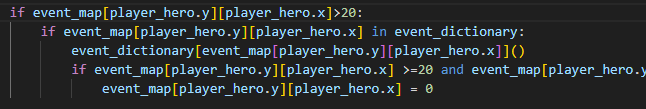 if event_map[player_hero.y][player_hero.x]>20:
if event_map[player_hero.y][player_hero.x] in event_dictionary:
event_dictionary[event_map[player_hero.y][player_hero.x]]()
if event_map[player_hero.y][player_hero.x] >=20 and event_map[player_hero.y
event_map[player_hero.y][player_hero.x] = 0